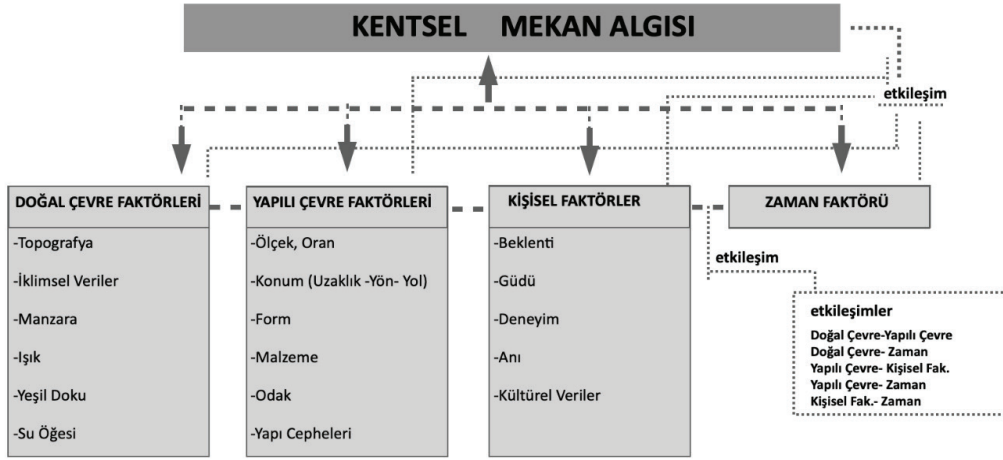 KENTSEL MEKAN ALGISI
etkileşim
DOĞAL ÇEVRE FAKTÖRLERİ
-Topografya
-İklimsel Veriler
-Manzara
-Işık
-Yeşil Doku
-Su Öğesi
YAPILI ÇEVRE FAKTÖRLERİ
-Ölçek, Oran
-Konum (Uzaklık -Yön- Yol)
-Form
-Malzeme
-Odak
-Yapı Cepheleri
KİŞİSEL FAKTÖRLER
-Beklenti
-Güdü
-Deneyim
-Anı
-Kültürel Veriler
ZAMAN FAKTÖRÜ
etkileşim
etkileşimler
Doğal Çevre-Yapılı Çevre
Doğal Çevre- Zaman
Yapılı Çevre- Kişisel Fak.
Yapılı Çevre- Zaman
Kişisel Fak.- Zaman